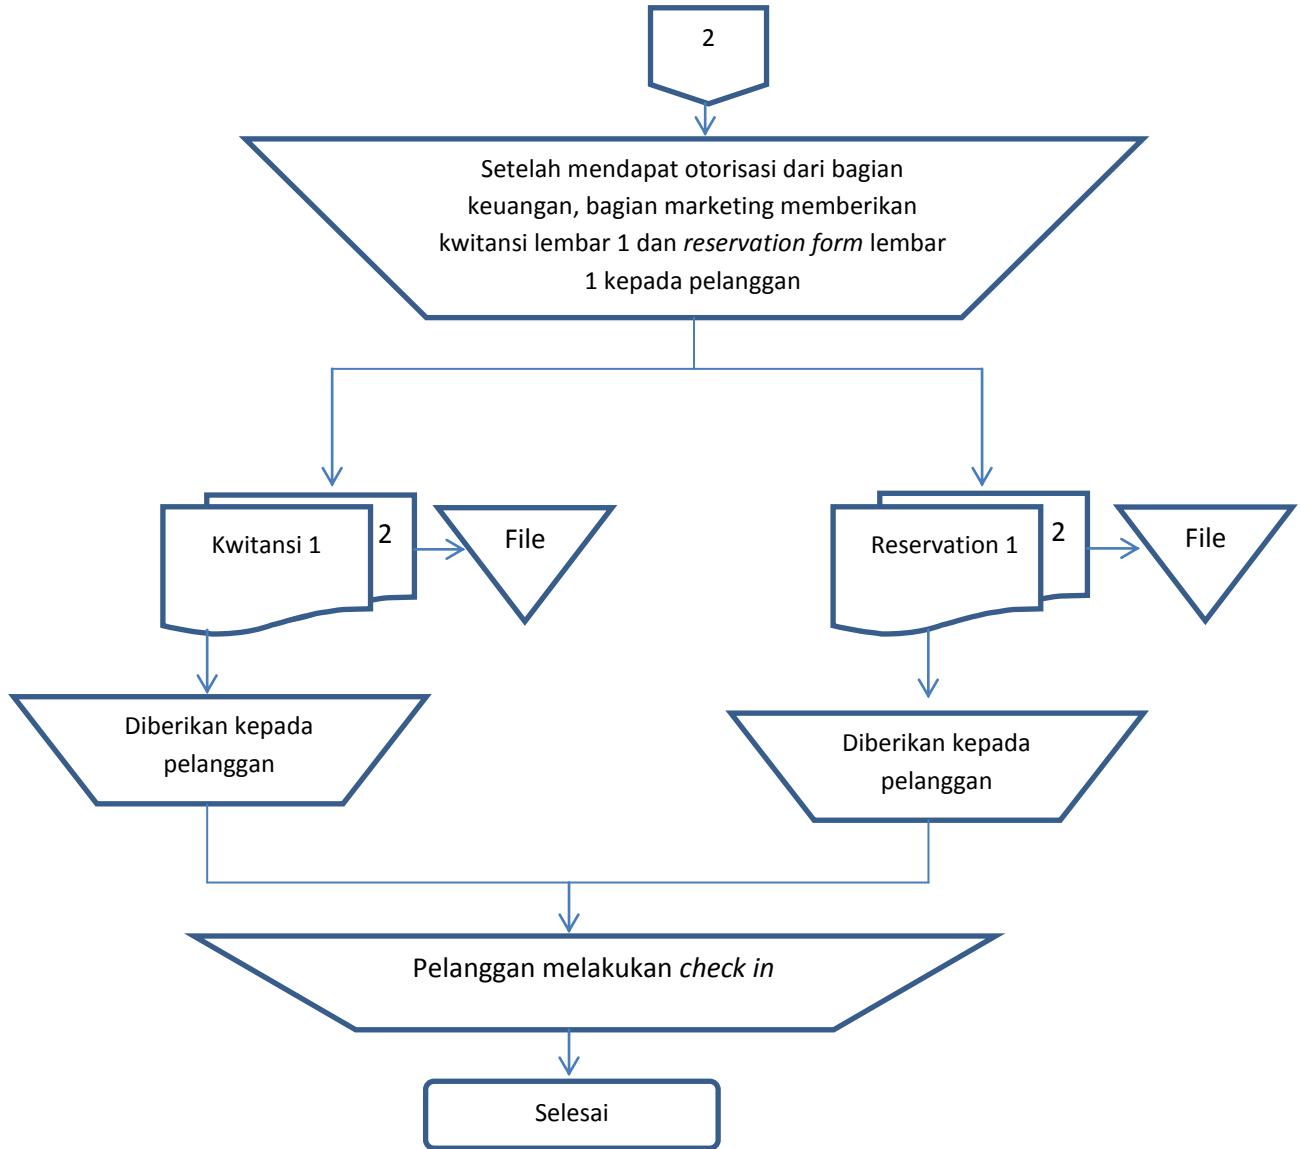 2
Setelah mendapat otorisasi dari bagian
keuangan, bagian marketing memberikan
kwitansi lembar 1 dan reservation form lembar
1 kepada pelanggan
Kwitansi 1
2
File
Reservation 1
2
File
Diberikan kepada
pelanggan
Diberikan kepada
pelanggan
Pelanggan melakukan check in
Selesai